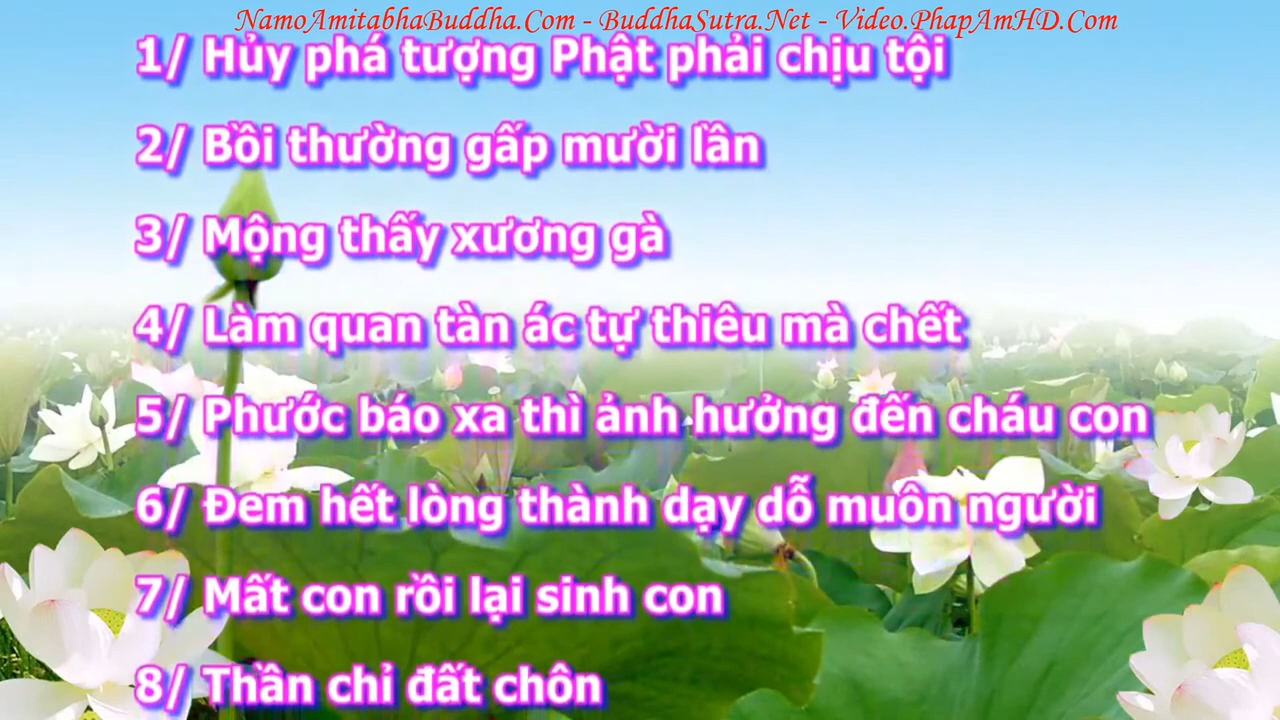 NamoAmitabhaBuddha.Com - BuddhaSutra.Net - Video.PhapAmHD.Com
1/ Hủy phá tượng Phật phải chịu tội
2/ Bồi thường gấp mười lần
3/ Mộng thấy xương gà
4/ Làm quan tàn ác tự thiêu mà chết
5/ Phước báo xa thì ảnh hưởng đến cháu con
6/ Đem hết lòng thành dạy dỗ muôn người
7/ Mất con rồi lại sinh con
8/ Thần chỉ đất chôn